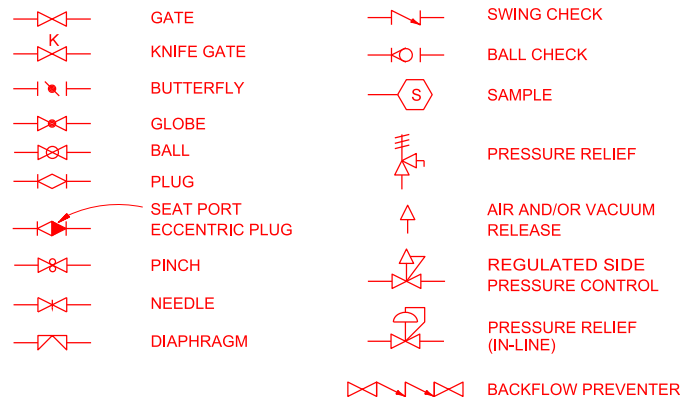 GATE
K
KNIFE GATE
BUTTERFLY
GLOBE
BALL
PLUG
SEAT PORT
ECCENTRIC PLUG
PINCH
NEEDLE
DIAPHRAGM
SWING CHECK
BALL CHECK
S
SAMPLE
PRESSURE RELIEF
AIR AND/OR VACUUM
RELEASE
REGULATED SIDE
PRESSURE CONTROL
PRESSURE RELIEF
(IN-LINE)
BACKFLOW PREVENTER